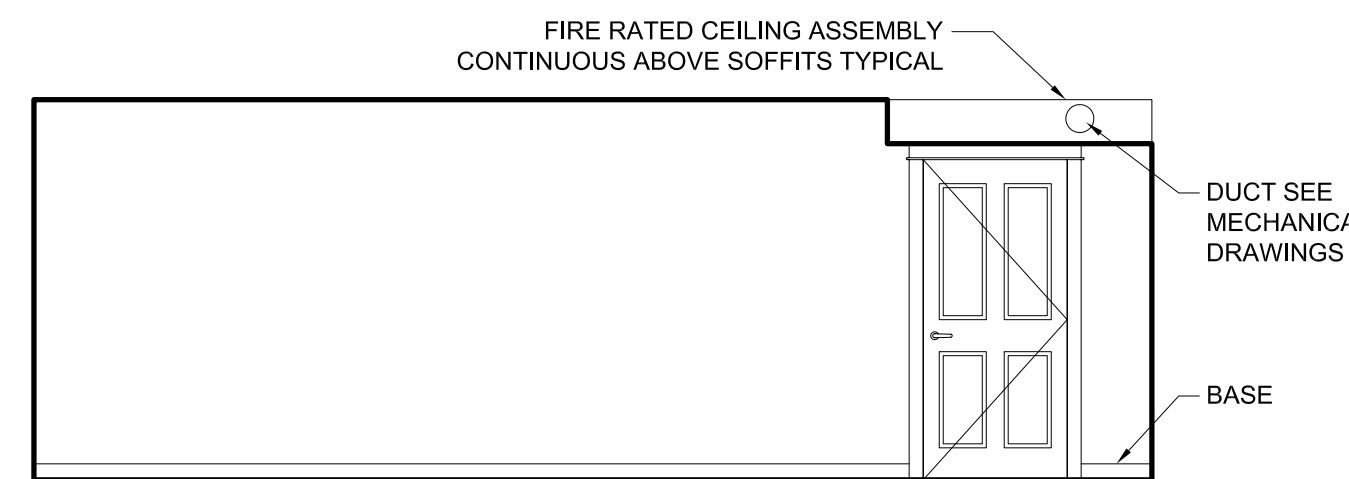 FIRE RATED CEILING ASSEMBLY
CONTINUOUS ABOVE SOFFITS TYPICAL
DUCT SEE
DRAWINGS
BASE